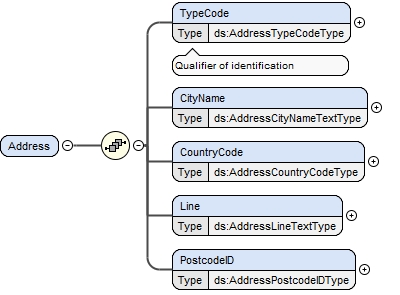 TypeCode
Type ds:AddressTypeCodeType
Qualifier of identification
CityName
Type ds:AddressCityNameTextType
Address
CountryCode
Type ds:AddressCountryCodeType
Line
Type ds:AddressLineTextType
PostcodeID
Type ds:AddressPostcodeIDType